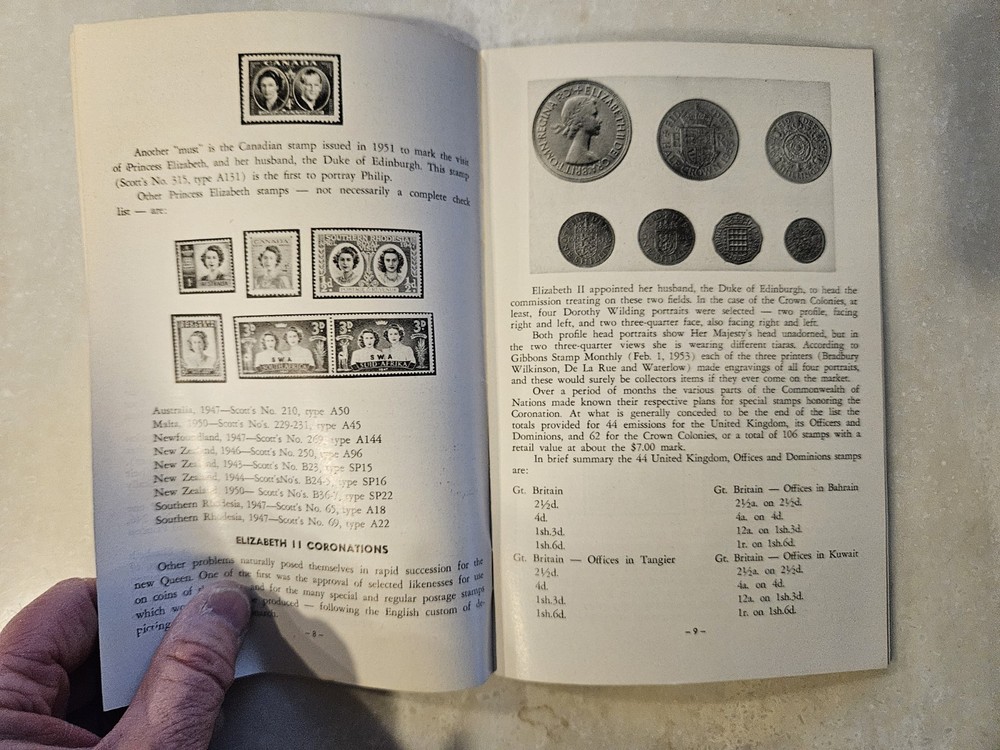 CANADA
Another "must" is the Canadian stamp issued in 1951 to mark the visit
of Princess Elizabeth, and her husband, the Duke of Edinburgh. This stamp
(Scott's No. 315, type A131) is the first to portray Philip.
Other Princess Elizabeth stamps — not necessarily a complete check
list — are:
CANADA
SOUTHERN RHODESIA
½d ½d
3D 3D 3D 3D
S W A S W A
SOUTH AFRICA SUID-AFRIKA
Australia, 1947—Scott's No. 210, type A50
Malta, 1950—Scott's No's. 229-231, type A45
Newfoundland, 1947—Scott's No. 269, type A144
New Zealand, 1946—Scott's No. 250, type A96
New Zealand, 1943—Scott's No. B23, type SP15
New Zealand, 1944—Scott'sNo's. B24-5, type SP16
New Zealand, 1950— Scott's No's. B36-7, type SP22
Southern Rhodesia, 1947—Scott's No. 65, type A18
Southern Rhodesia, 1947—Scott's No. 69, type A22
ELIZABETH II CORONATIONS
Other problems naturally posed themselves in rapid succession for the
new Queen. One of the first was the approval of selected likenesses for use
on coins of and for the many special and regular postage stamps
which produced — following the English custom of de-
picting
–8–
ELIZABETH II
Elizabeth II appointed her husband, the Duke of Edinburgh, to head the
commission treating on these two fields. In the case of the Crown Colonies, at
least, four Dorothy Wilding portraits were selected — two profile, facing
right and left, and two three-quarter face, also facing right and left.
Both profile head portraits show Her Majesty's head unadorned, but in
the two three-quarter views she is wearing different tiaras. According to
Gibbons Stamp Monthly (Feb. 1, 1953) each of the three printers (Bradbury
Wilkinson, De La Rue and Waterlow) made engravings of all four portraits,
and these would surely be collectors items if they ever come on the market.
Over a period of months the various parts of the Commonwealth of
Nations made known their respective plans for special stamps honoring the
Coronation. At what is generally conceded to be the end of the list the
totals provided for 44 emissions for the United Kingdom, its Officers and
Dominions, and 62 for the Crown Colonies, or a total of 106 stamps with a
retail value at about the $7.00 mark.
In brief summary the 44 United Kingdom, Offices and Dominions stamps
are:
Gt. Britain
2½d.
4d.
1sh.3d.
1sh.6d.
Gt. Britain — Offices in Tangier
2½d.
4d.
1sh.3d.
1sh.6d.
Gt. Britain — Offices in Bahrain
2½a. on 2½d.
4a. on 4d.
12a. on 1sh.3d.
1r. on 1sh.6d.
Gt. Britain — Offices in Kuwait
2½a. on 2½d.
4a. on 4d.
12a. on 1sh.3d.
1r. on 1sh.6d.
–9–